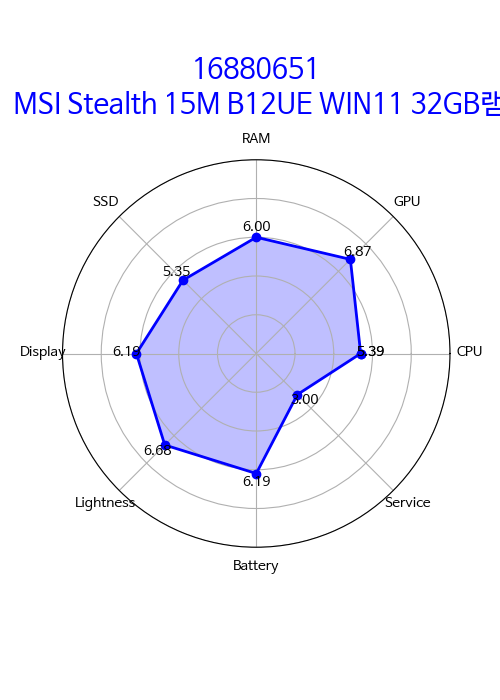 16880651
MSI Stealth 15M B12UE WIN11 32GB램
RAM
SSD
GPU
6.00
5.35
6.87
Display
6.19
5.39
CPU
3.00
6.68
6.19
Lightness
Service
Battery